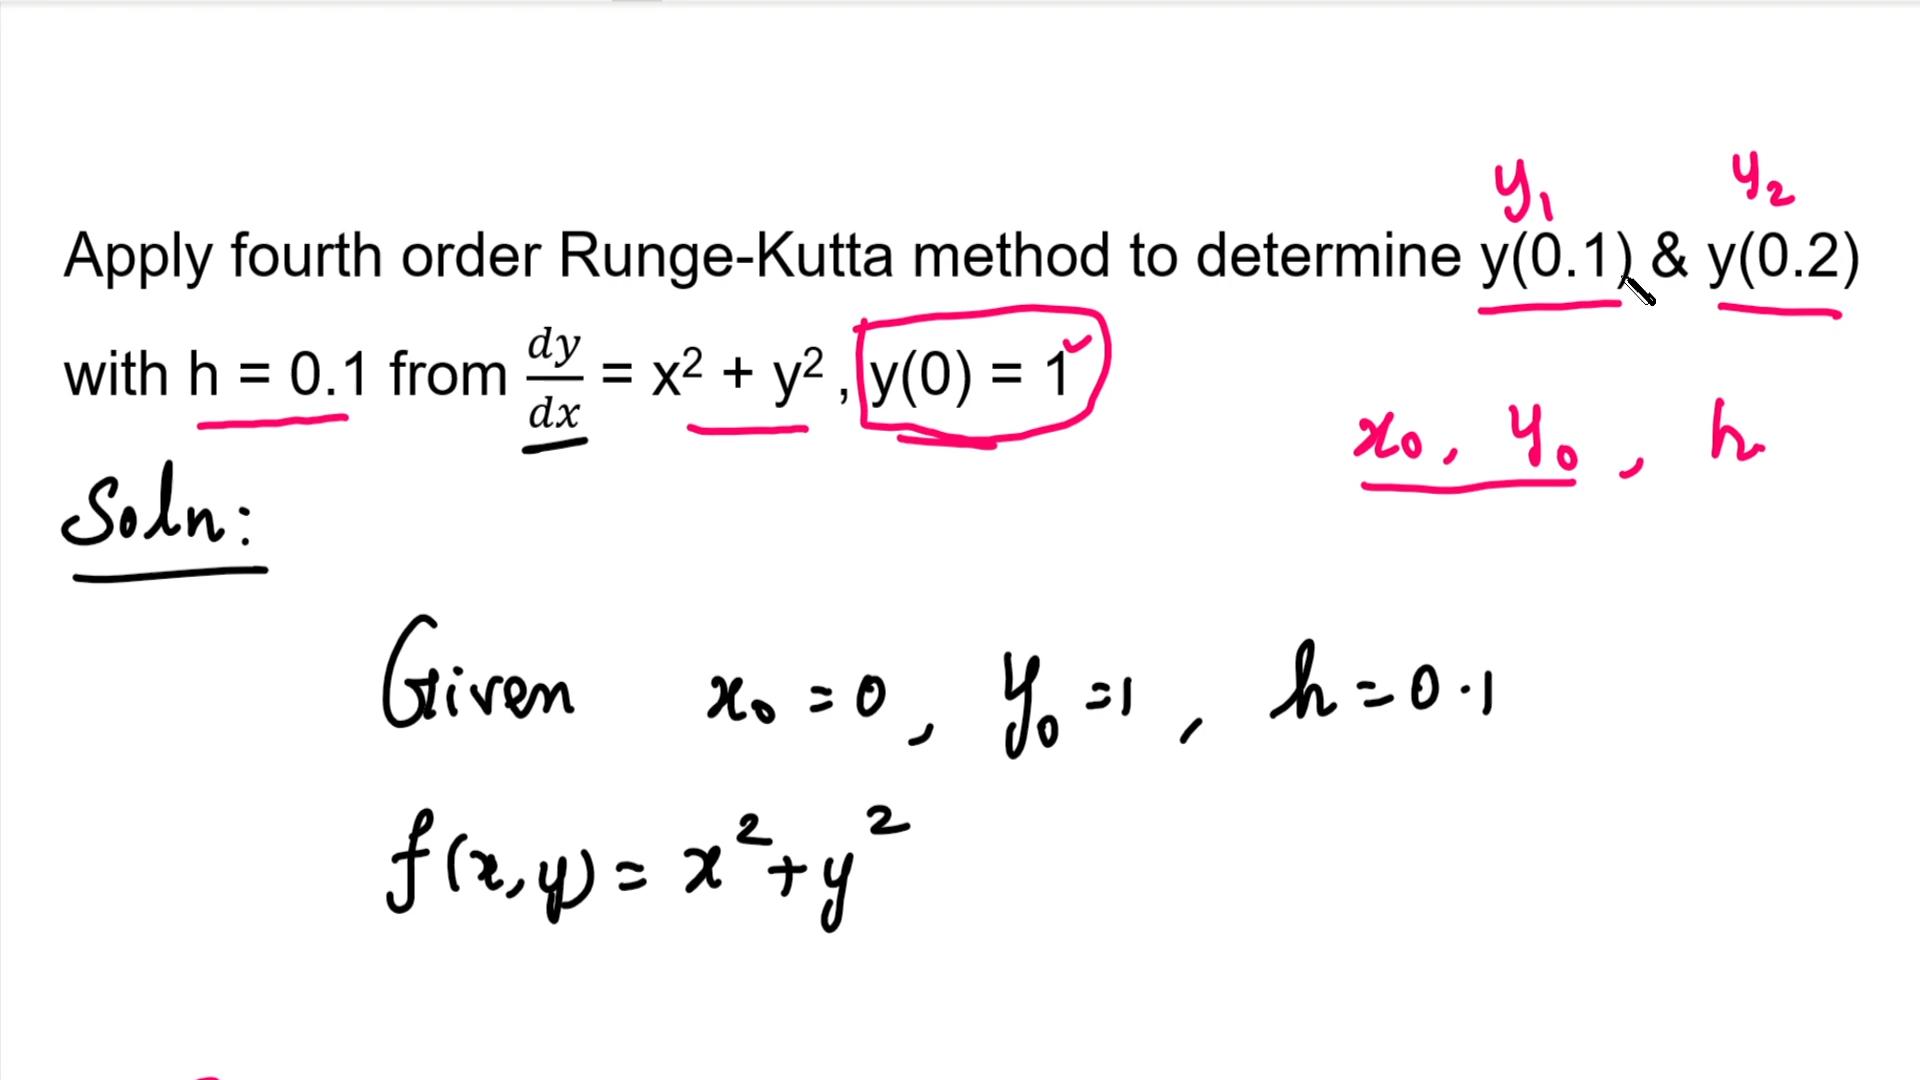 y₁ y₂
Apply fourth order Runge-Kutta method to determine y(0.1) & y(0.2)
with h = 0.1 from dy/dx = x² + y² , y(0) = 1
x₀, y₀, h
Soln:
Given x₀ = 0, y₀ = 1, h = 0.1
f(x,y) = x² + y²